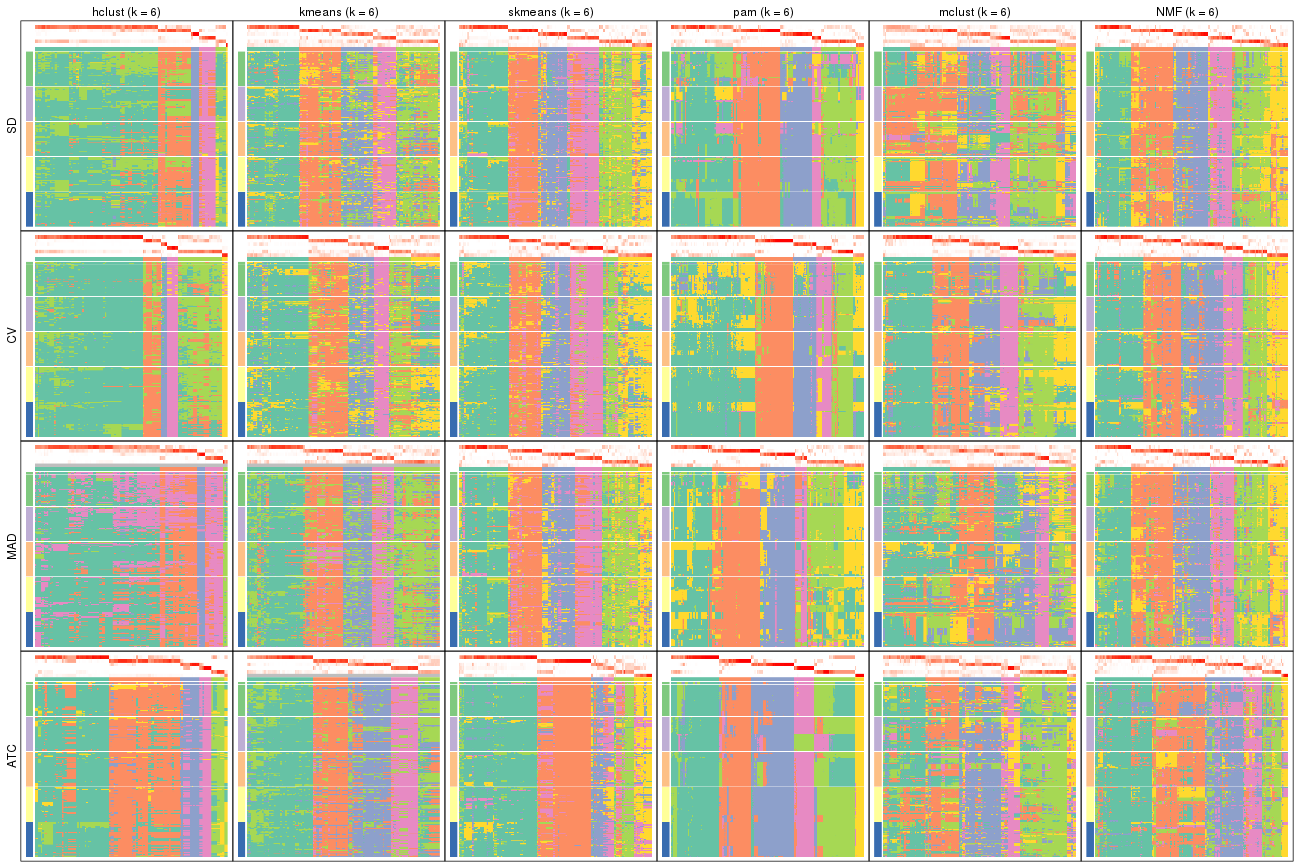 hclust (k = 6)
kmeans (k = 6)
skmeans (k = 6)
pam (k = 6)
mclust (k = 6)
NMF (k = 6)
SD
CV
MAD
ATC